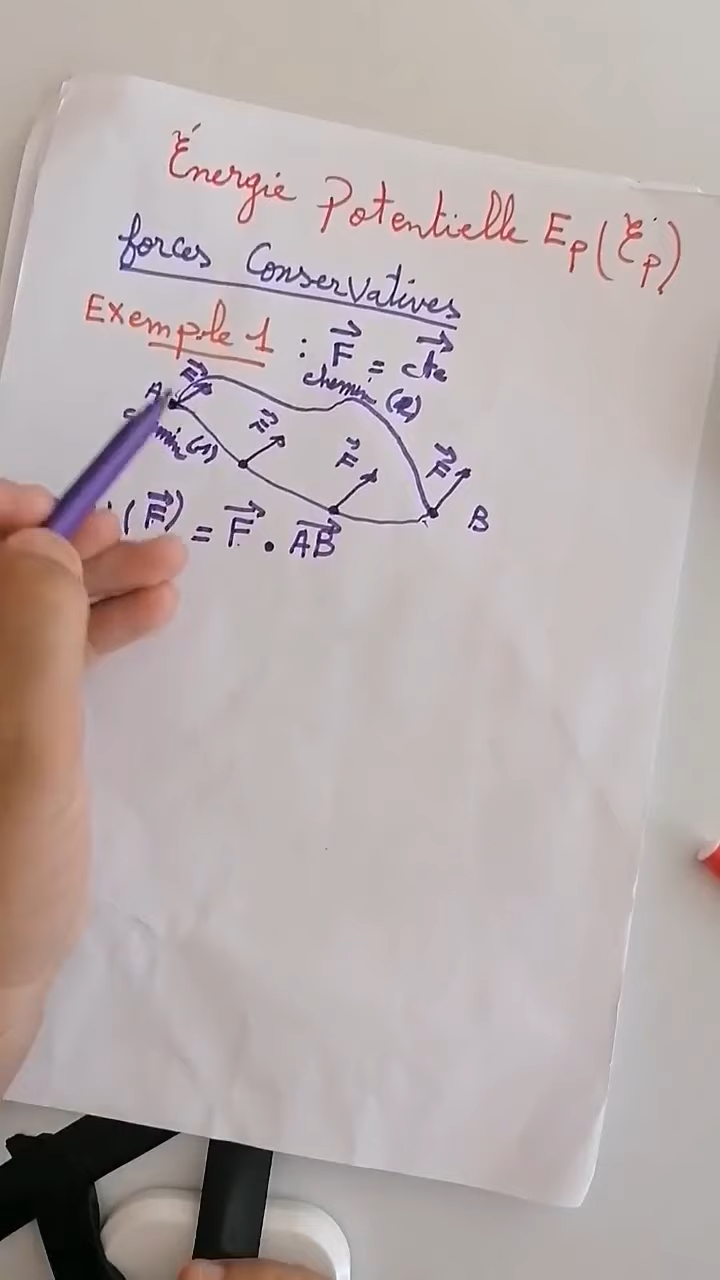 Énergie Potentielle Ep (Ɛp)
forces Conservatives
Exemple 1 : F = cte
chemin (2)
F
A
F
F
F
B
(F) = F . AB